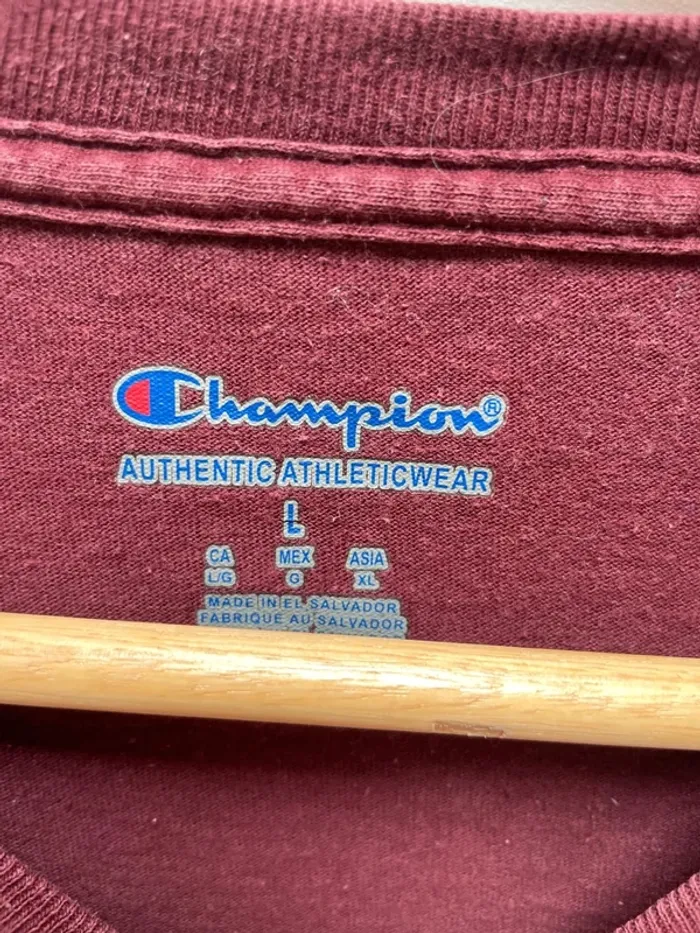 Champion®
AUTHENTIC ATHLETICWEAR
L
CA MEX ASIA
L/G G XL
MADE IN EL SALVADOR
FABRIQUE AU SALVADOR